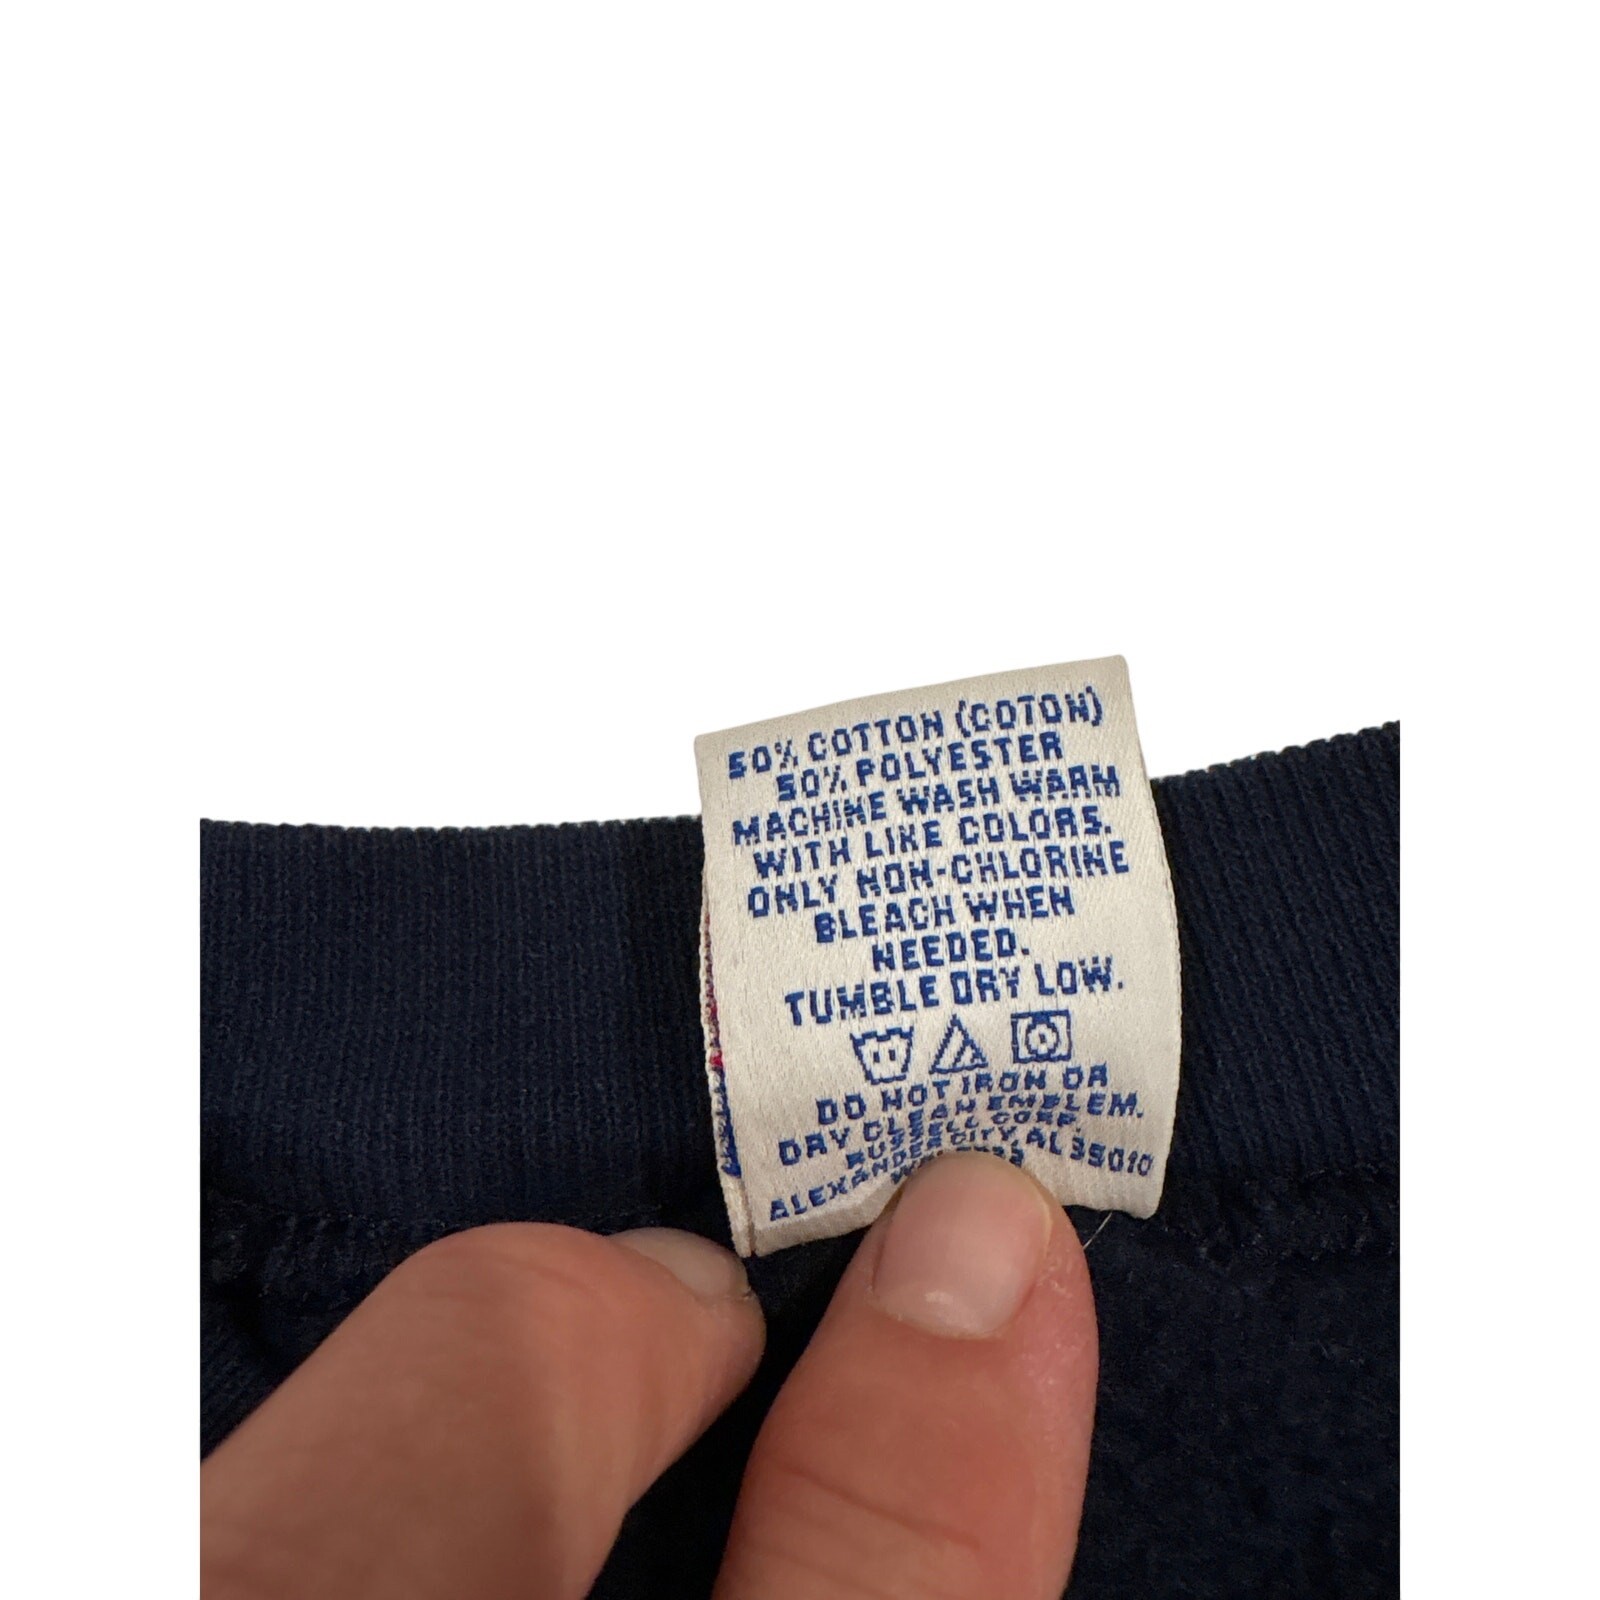 50% COTTON (COTON)
50% POLYESTER
MACHINE WASH WARM
WITH LIKE COLORS.
ONLY NON-CHLORINE
BLEACH WHEN
NEEDED.
TUMBLE DRY LOW.
DO NOT IRON OR
DRY CLEAN EMBLEM.
RUSSELL CORP.
ALEXANDER CITY, AL 35010